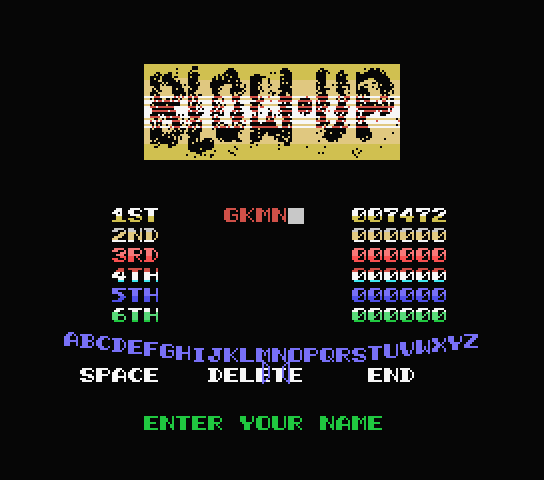 BLOW-UP
1ST GKMN 007472
2ND 000000
3RD 000000
4TH 000000
5TH 000000
6TH 000000
ABCDEFGHIJKLMNOPQRSTUVWXYZ
SPACE DELETE END
ENTER YOUR NAME